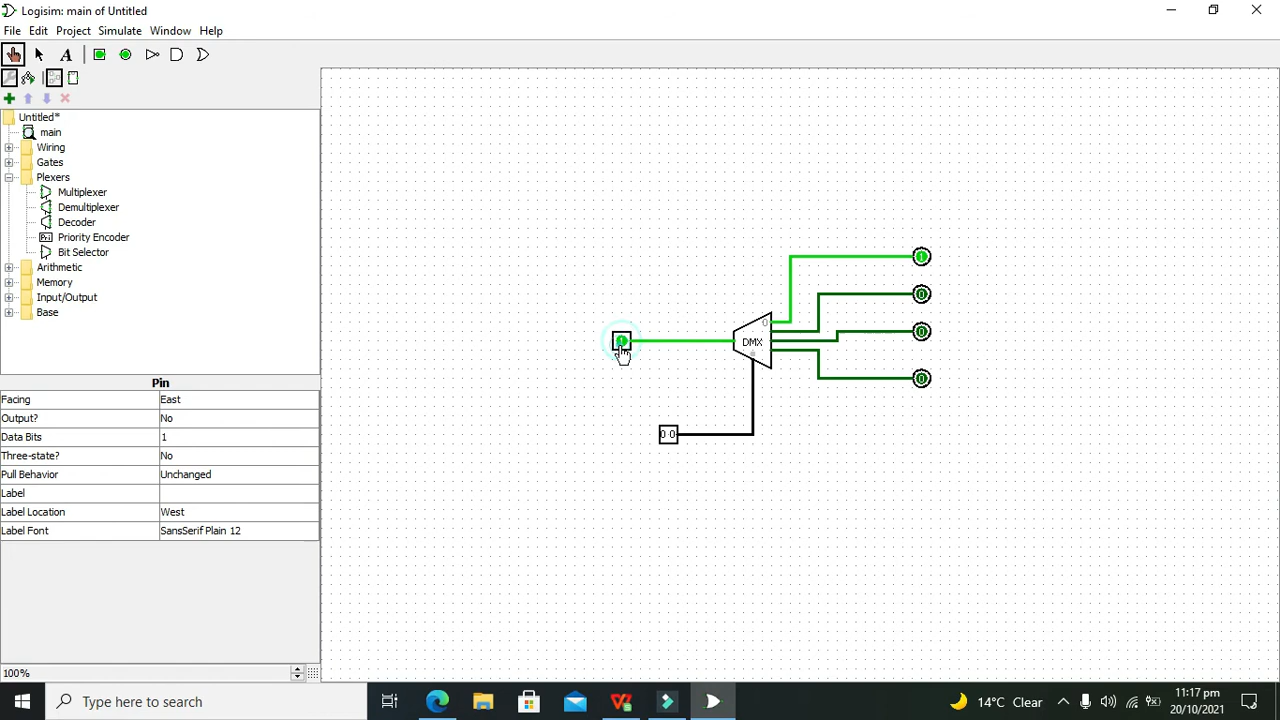 Logisim: main of Untitled
File Edit Project Simulate Window Help
A
Untitled*
main
Wiring
Gates
Plexers
Multiplexer
Demultiplexer
Decoder
Priority Encoder
Bit Selector
Arithmetic
Memory
Input/Output
Base
Pin
Facing East
Output? No
Data Bits 1
Three-state? No
Pull Behavior Unchanged
Label
Label Location West
Label Font SansSerif Plain 12
100%
1
0
0
1 DMX 0
0
0 0
Type here to search
14°C Clear
11:17 pm
20/10/2021